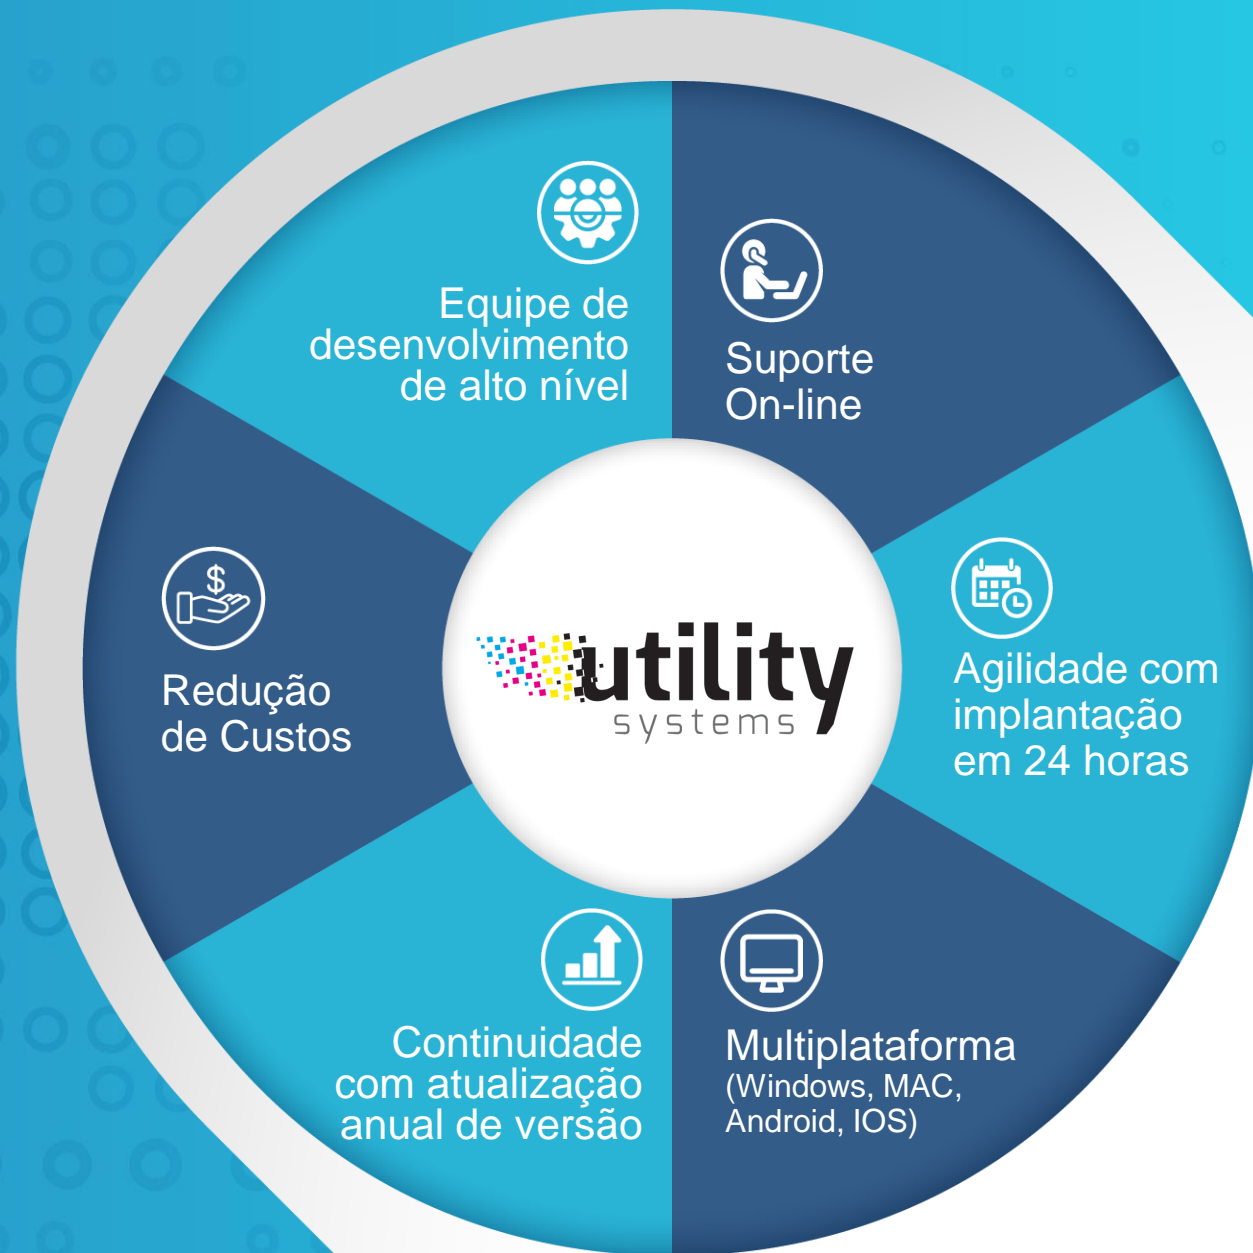 Equipe de
desenvolvimento
de alto nível
Suporte
On-line
Redução
de Custos
utility
systems
Agilidade com
implantação
em 24 horas
Continuidade
com atualização
anual de versão
Multiplataforma
(Windows, MAC,
Android, IOS)